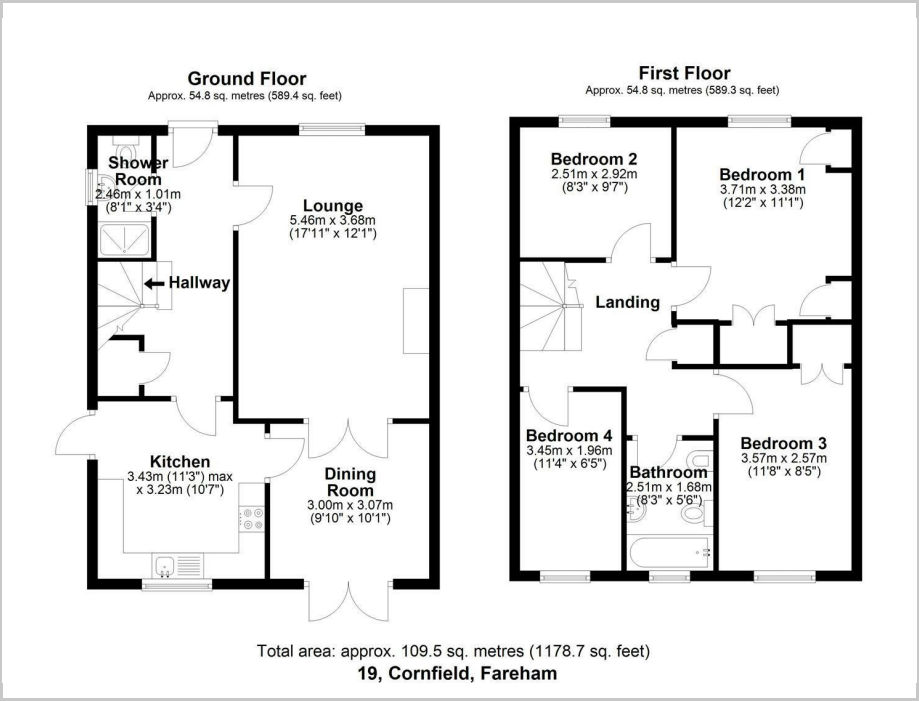 Ground Floor
Approx. 54.8 sq. metres (589.4 sq. feet)
Shower
Room
2.46m x 1.01m
(8'1" x 3'4")
Lounge
5.46m x 3.68m
(17'11" x 12'1")
Hallway
Kitchen
3.43m (11'3") max
x 3.23m (10'7")
Dining
Room
3.00m x 3.07m
(9'10" x 10'1")
First Floor
Approx. 54.8 sq. metres (589.3 sq. feet)
Bedroom 2
2.51m x 2.92m
(8'3" x 9'7")
Bedroom 1
3.71m x 3.38m
(12'2" x 11'1")
Landing
Bedroom 4
3.45m x 1.96m
(11'4" x 6'5")
Bathroom
2.51m x 1.68m
(8'3" x 5'6")
Bedroom 3
3.57m x 2.57m
(11'8" x 8'5")
Total area: approx. 109.5 sq. metres (1178.7 sq. feet)
19, Cornfield, Fareham